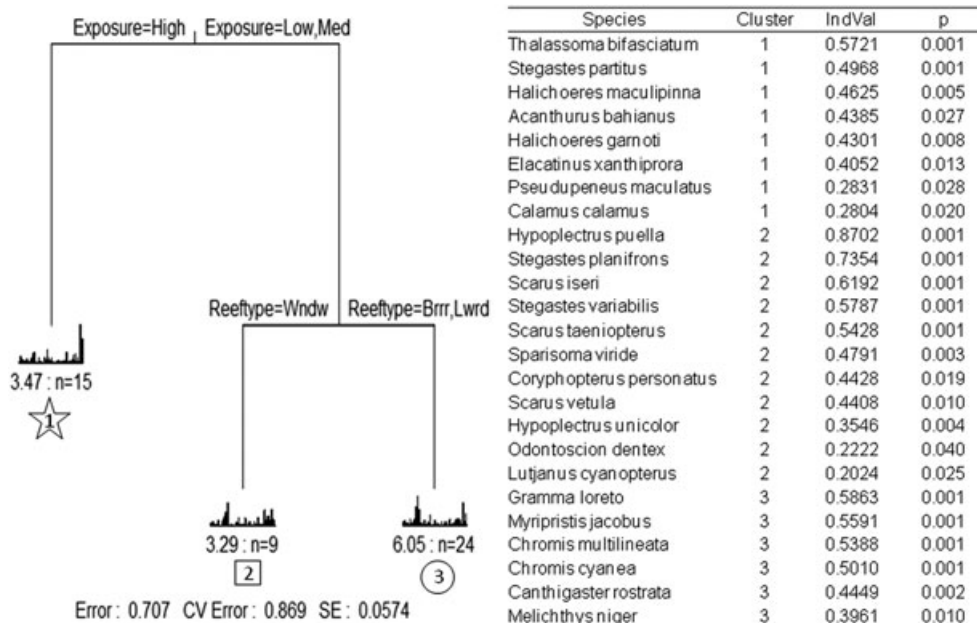 Exposure=High Exposure=Low,Med
Reeftype=Wndw Reeftype=Brrr,Lwrd
3.47 : n=15
1
3.29 : n=9
6.05 : n=24
2
3
Error : 0.707 CV Error : 0.869 SE : 0.0574
Species Cluster IndVal p
Thalassoma bifasciatum 1 0.5721 0.001
Stegastes partitus 1 0.4968 0.001
Halichoeres maculipinna 1 0.4625 0.005
Acanthurus bahianus 1 0.4385 0.027
Halichoeres garnoti 1 0.4301 0.008
Elacatinus xanthiprora 1 0.4052 0.013
Pseudupeneus maculatus 1 0.2831 0.028
Calamus calamus 1 0.2804 0.020
Hypoplectrus puella 2 0.8702 0.001
Stegastes planifrons 2 0.7354 0.001
Scarus iseri 2 0.6192 0.001
Stegastes variabilis 2 0.5787 0.001
Scarus taeniopterus 2 0.5428 0.001
Sparisoma viride 2 0.4791 0.003
Coryphopterus personatus 2 0.4428 0.019
Scarus vetula 2 0.4408 0.010
Hypoplectrus unicolor 2 0.3546 0.004
Odontoscion dentex 2 0.2222 0.040
Lutjanus cyanopterus 2 0.2024 0.025
Gramma loreto 3 0.5863 0.001
Myripristis jacobus 3 0.5591 0.001
Chromis multilineata 3 0.5388 0.001
Chromis cyanea 3 0.5010 0.001
Canthigaster rostrata 3 0.4449 0.002
Melichthys niger 3 0.3961 0.010